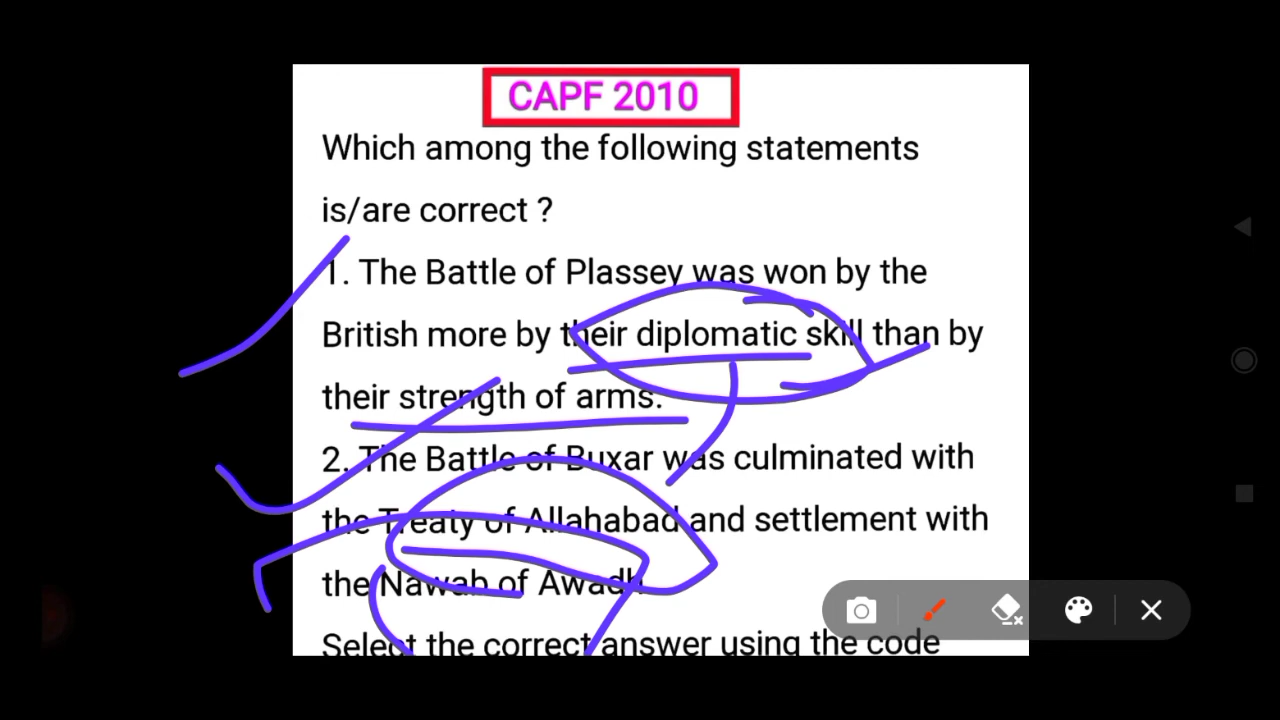 CAPF 2010
Which among the following statements
is/are correct ?
1. The Battle of Plassey was won by the
British more by their diplomatic skill than by
their strength of arms.
2. The Battle of Buxar was culminated with
the Treaty of Allahabad and settlement with
the Nawab of Awadh
Select the correct answer using the code